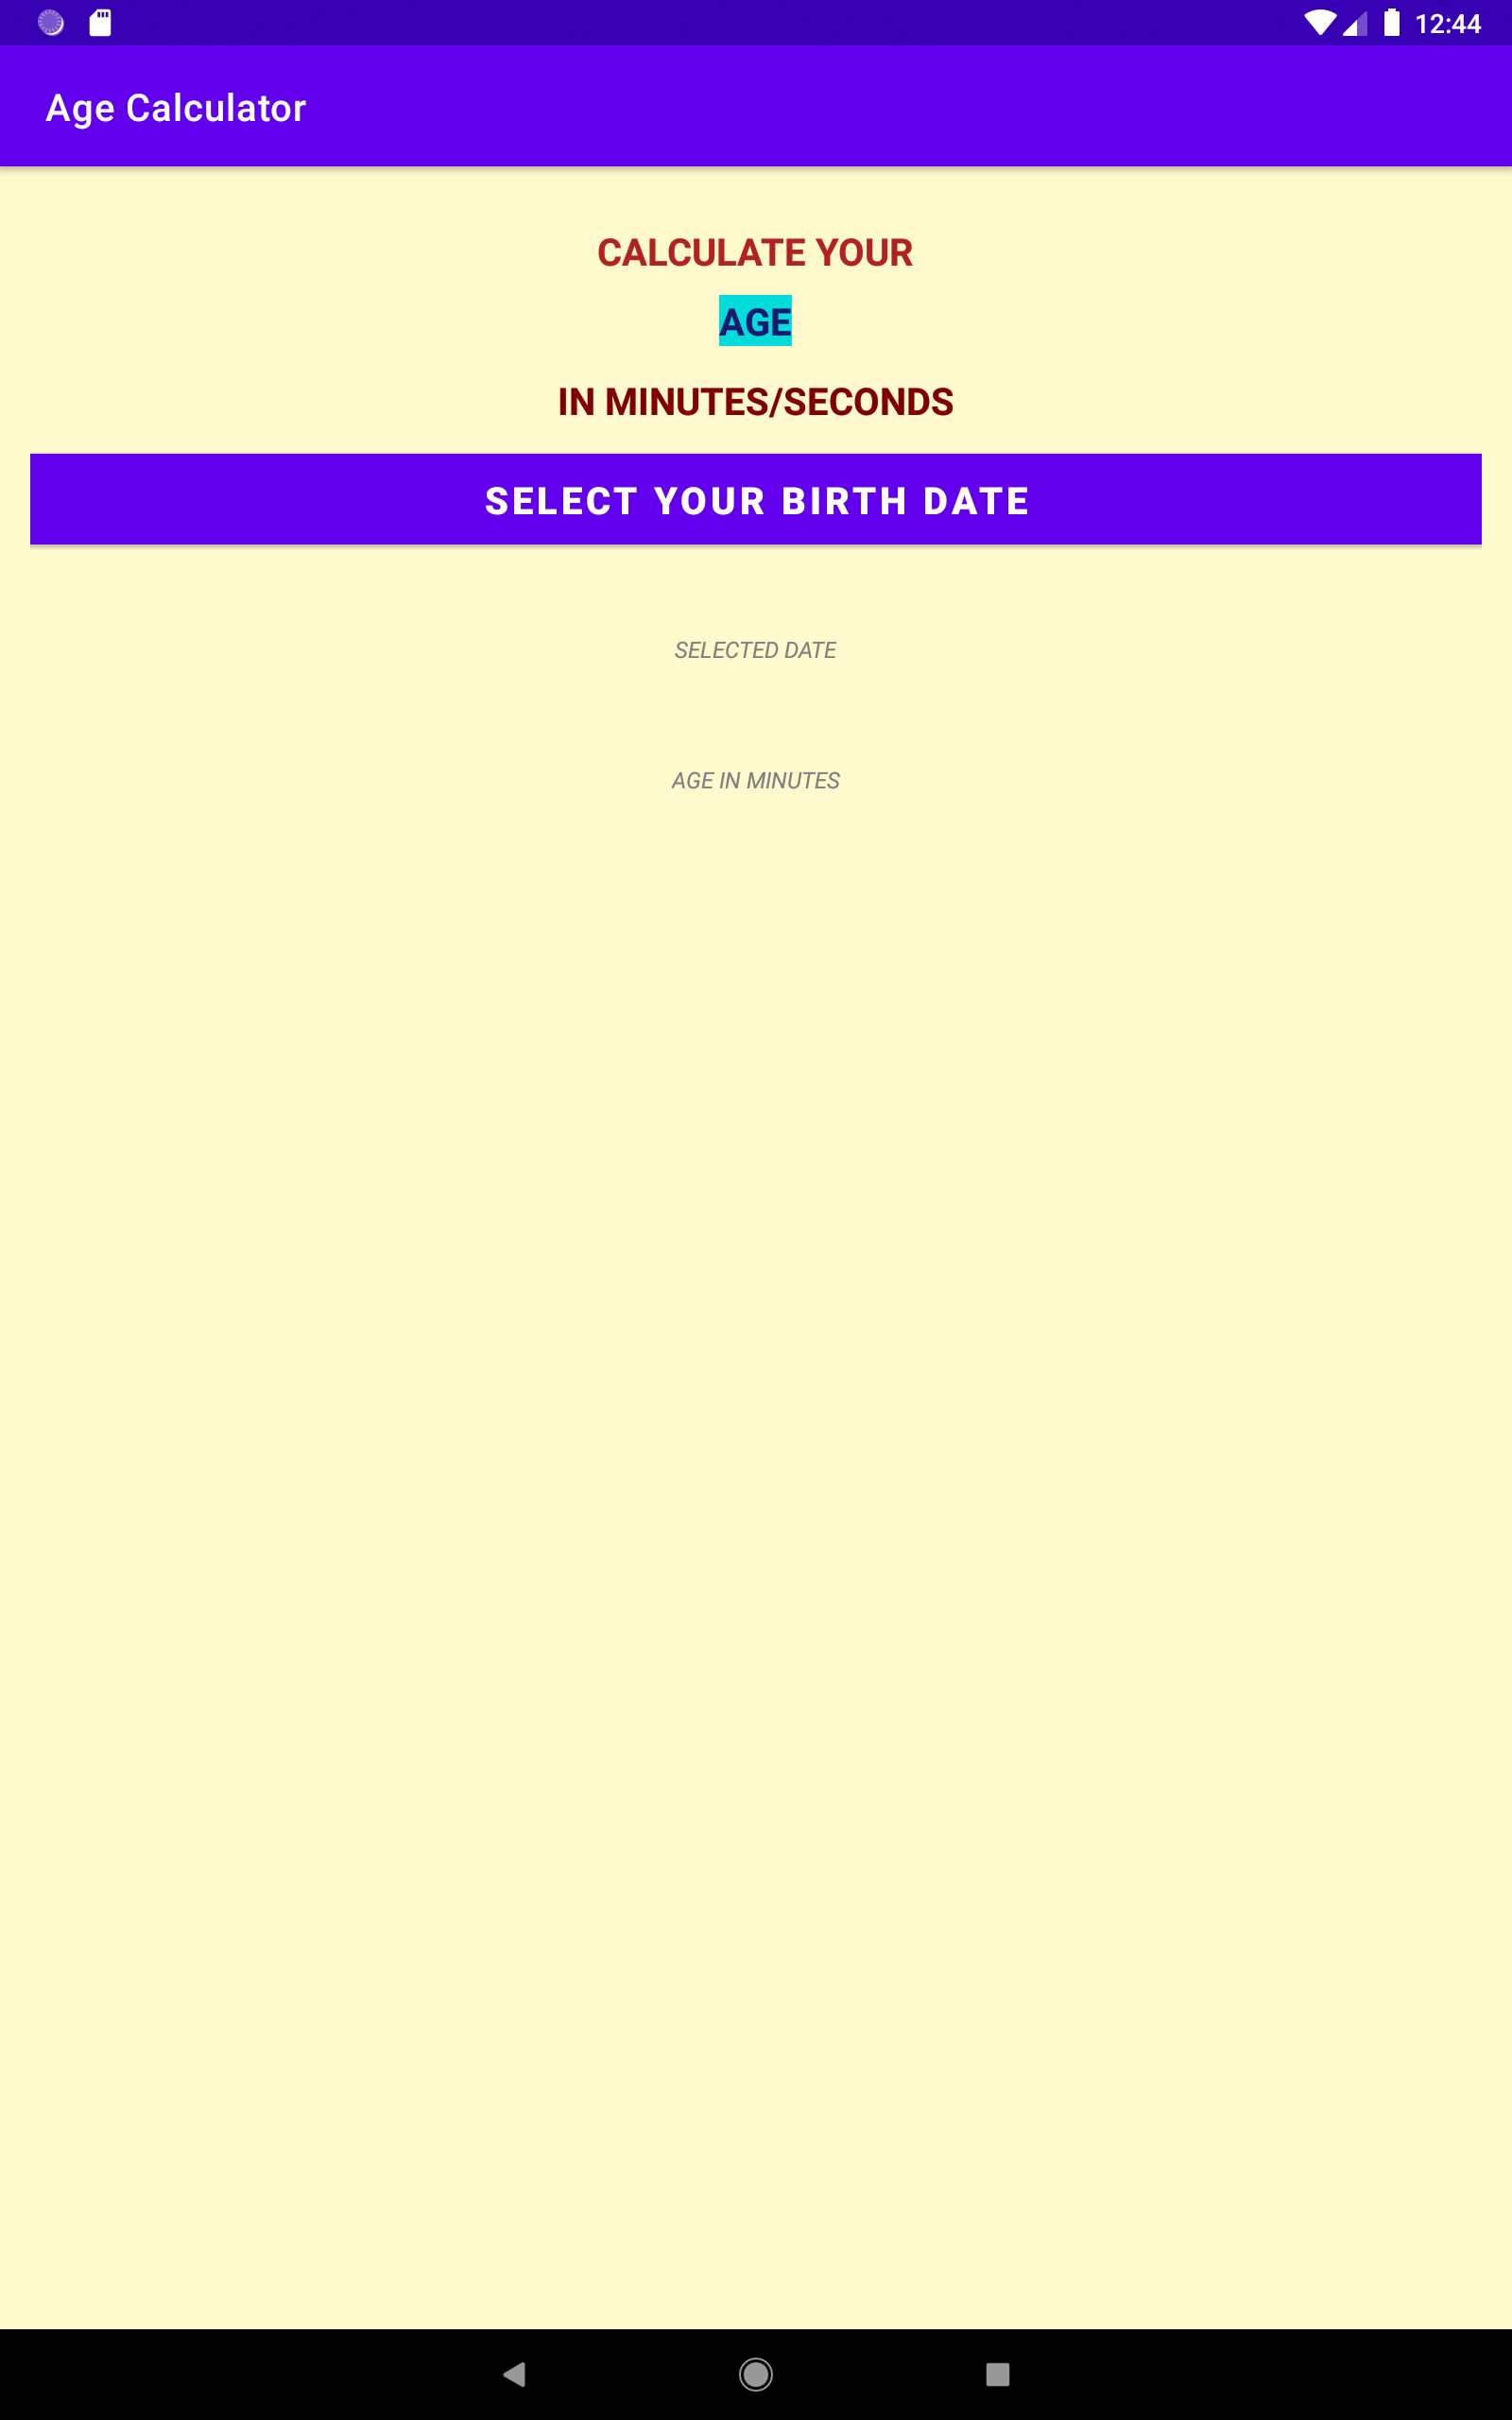 12:44
Age Calculator
CALCULATE YOUR
AGE
IN MINUTES/SECONDS
SELECT YOUR BIRTH DATE
SELECTED DATE
AGE IN MINUTES